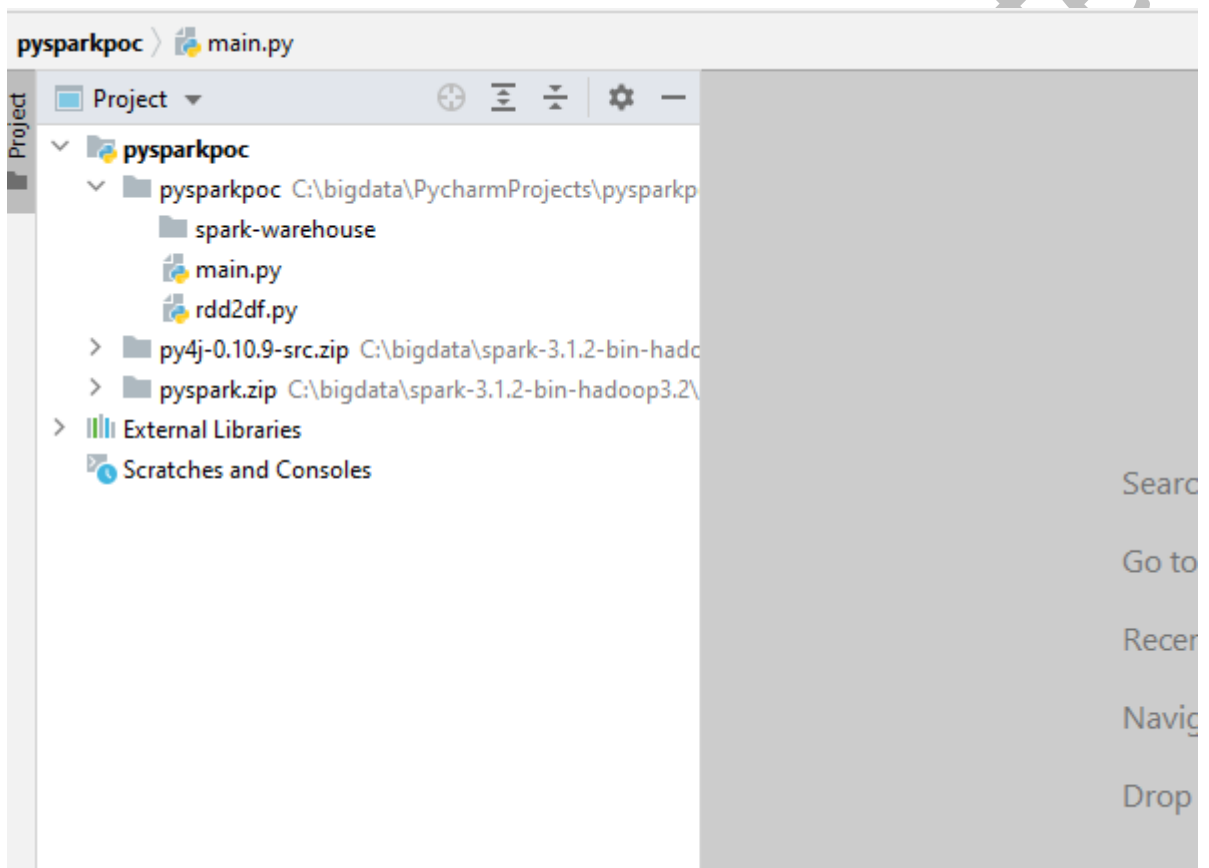 pysparkpoc main.py
Project
Project
pysparkpoc
pysparkpoc C:\bigdata\PycharmProjects\pysparkp
spark-warehouse
main.py
rdd2df.py
py4j-0.10.9-src.zip C:\bigdata\spark-3.1.2-bin-hadc
pyspark.zip C:\bigdata\spark-3.1.2-bin-hadoop3.2\
External Libraries
Scratches and Consoles
Searc
Go to
Recer
Navig
Drop